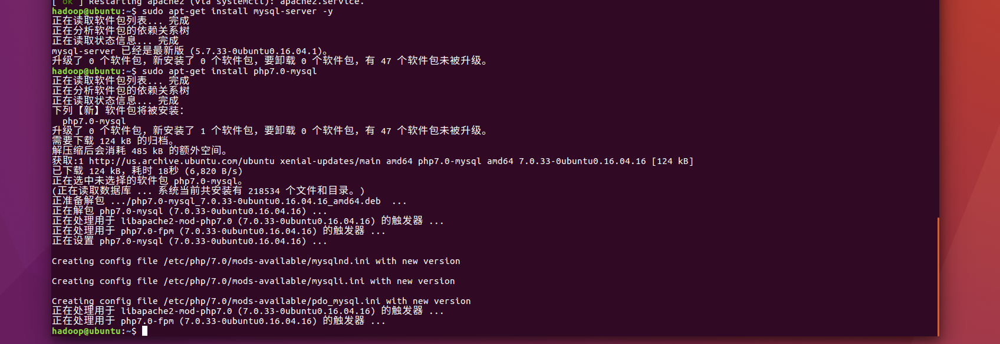 [ ok ] Restarting apache2 (via systemctl): apache2.service.
hadoop@ubuntu:~$ sudo apt-get install mysql-server -y
正在读取软件包列表... 完成
正在分析软件包的依赖关系树
正在读取状态信息... 完成
mysql-server 已经是最新版 (5.7.33-0ubuntu0.16.04.1)。
升级了 0 个软件包，新安装了 0 个软件包，要卸载 0 个软件包，有 47 个软件包未被升级。
hadoop@ubuntu:~$ sudo apt-get install php7.0-mysql
正在读取软件包列表... 完成
正在分析软件包的依赖关系树
正在读取状态信息... 完成
下列【新】软件包将被安装：
  php7.0-mysql
升级了 0 个软件包，新安装了 1 个软件包，要卸载 0 个软件包，有 47 个软件包未被升级。
需要下载 124 kB 的归档。
解压缩后会消耗 485 kB 的额外空间。
获取:1 http://us.archive.ubuntu.com/ubuntu xenial-updates/main amd64 php7.0-mysql amd64 7.0.33-0ubuntu0.16.04.16 [124 kB]
已下载 124 kB，耗时 18秒 (6,820 B/s)
正在选中未选择的软件包 php7.0-mysql。
(正在读取数据库 ... 系统当前共安装有 218534 个文件和目录。)
正准备解包 .../php7.0-mysql_7.0.33-0ubuntu0.16.04.16_amd64.deb  ...
正在解包 php7.0-mysql (7.0.33-0ubuntu0.16.04.16) ...
正在处理用于 libapache2-mod-php7.0 (7.0.33-0ubuntu0.16.04.16) 的触发器 ...
正在处理用于 php7.0-fpm (7.0.33-0ubuntu0.16.04.16) 的触发器 ...
正在设置 php7.0-mysql (7.0.33-0ubuntu0.16.04.16) ...
Creating config file /etc/php/7.0/mods-available/mysqlnd.ini with new version
Creating config file /etc/php/7.0/mods-available/mysqli.ini with new version
Creating config file /etc/php/7.0/mods-available/pdo_mysql.ini with new version
正在处理用于 libapache2-mod-php7.0 (7.0.33-0ubuntu0.16.04.16) 的触发器 ...
正在处理用于 php7.0-fpm (7.0.33-0ubuntu0.16.04.16) 的触发器 ...
hadoop@ubuntu:~$